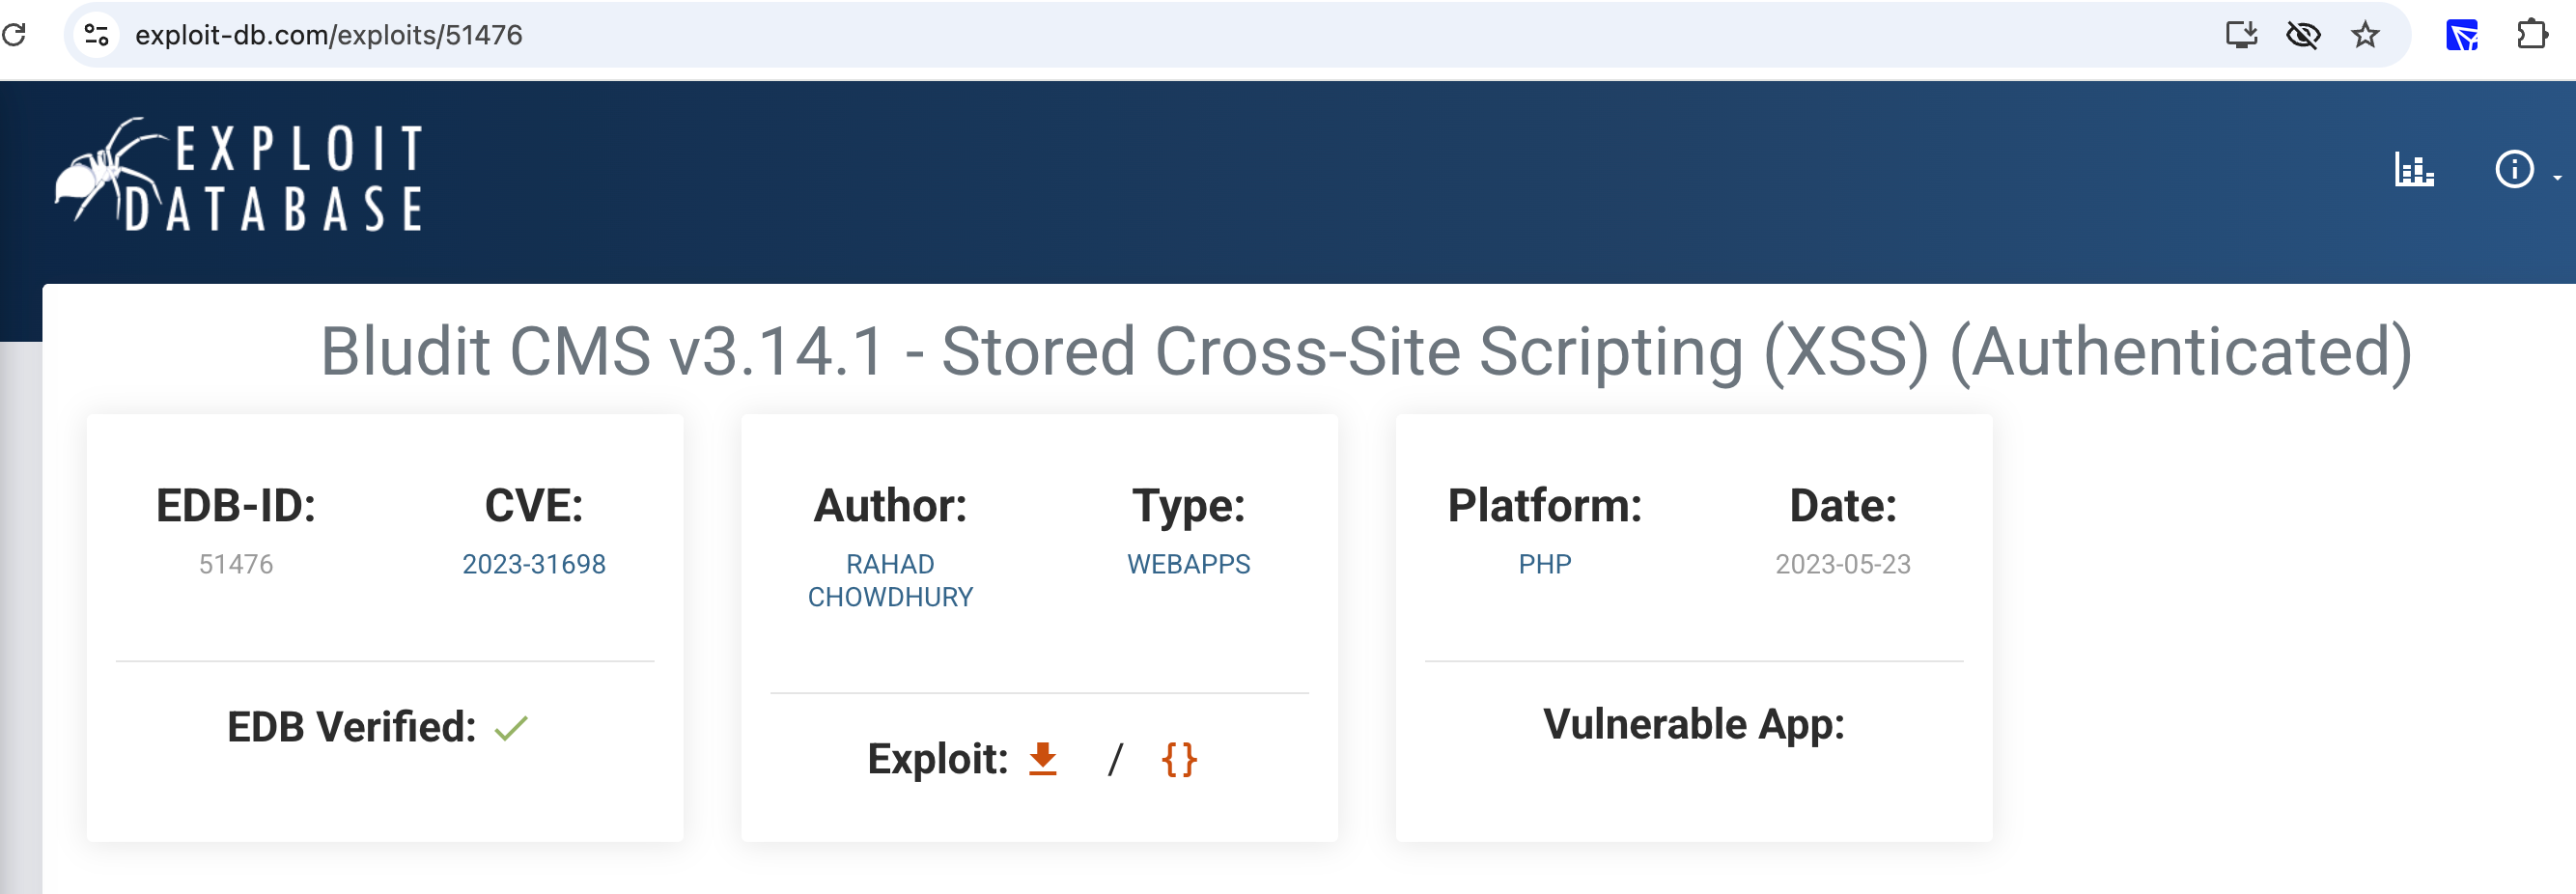 exploit-db.com/exploits/51476
EXPLOIT
DATABASE
Bludit CMS v3.14.1 - Stored Cross-Site Scripting (XSS) (Authenticated)
EDB-ID:
51476
CVE:
2023-31698
EDB Verified:
Author:
RAHAD
CHOWDHURY
Type:
WEBAPPS
Exploit: / {}
Platform:
PHP
Date:
2023-05-23
Vulnerable App: